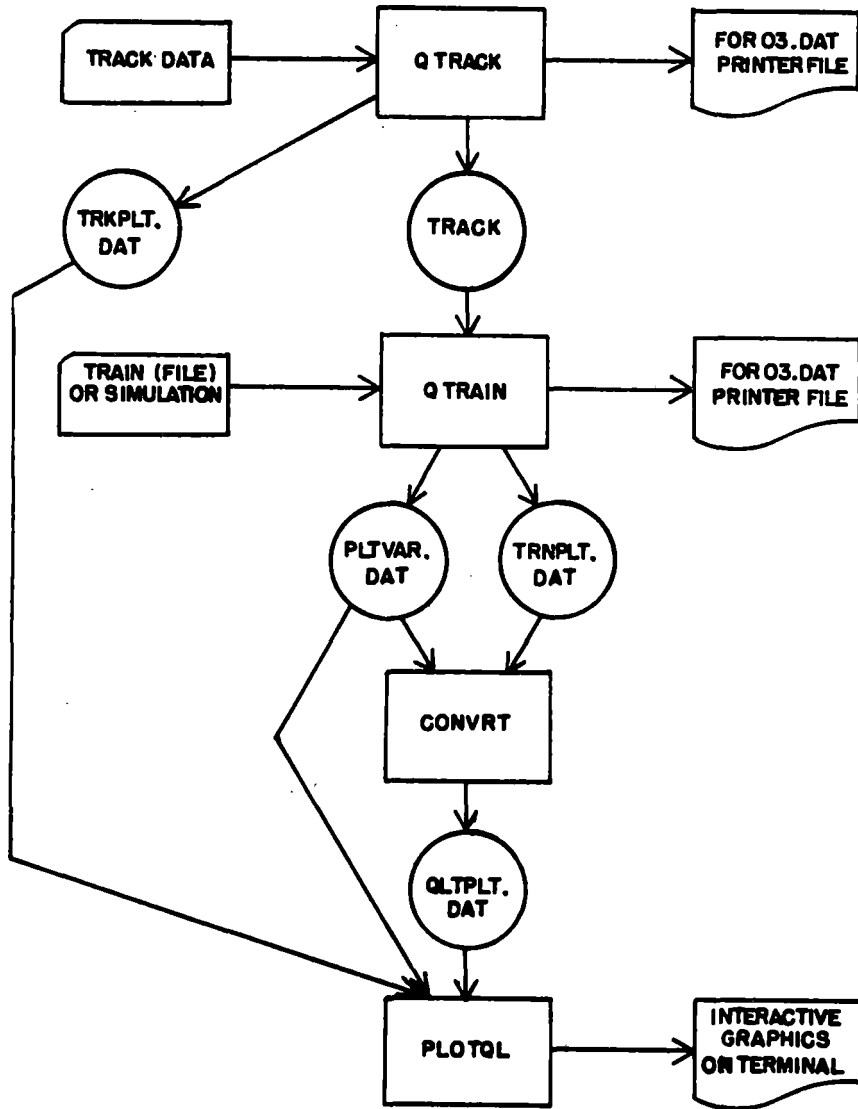 TRACK DATA
Q TRACK
FOR 03.DAT
PRINTER FILE
TRKPLT.
DAT
TRACK
TRAIN (FILE)
OR SIMULATION
Q TRAIN
FOR 03.DAT
PRINTER FILE
PLTVAR.
DAT
TRNPLT.
DAT
CONVRT
QLTPLT.
DAT
PLOTQL
INTERACTIVE
GRAPHICS
ON TERMINAL